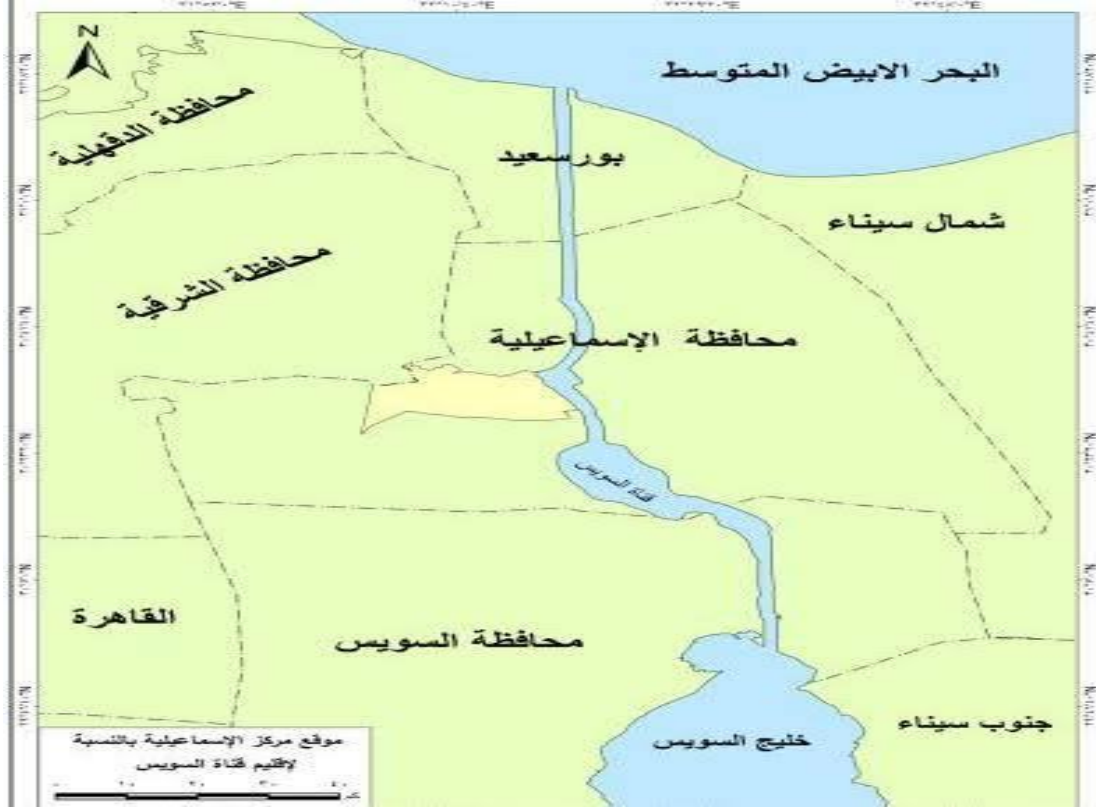 N
البحر الابيض المتوسط
محافظة الدقهلية
بورسعيد
شمال سيناء
محافظة الشرقية
محافظة الإسماعيلية
قناة السويس
القاهرة
محافظة السويس
جنوب سيناء
خليج السويس
موقع مركز الإسماعيلية بالنسبة
لإقليم قناة السويس